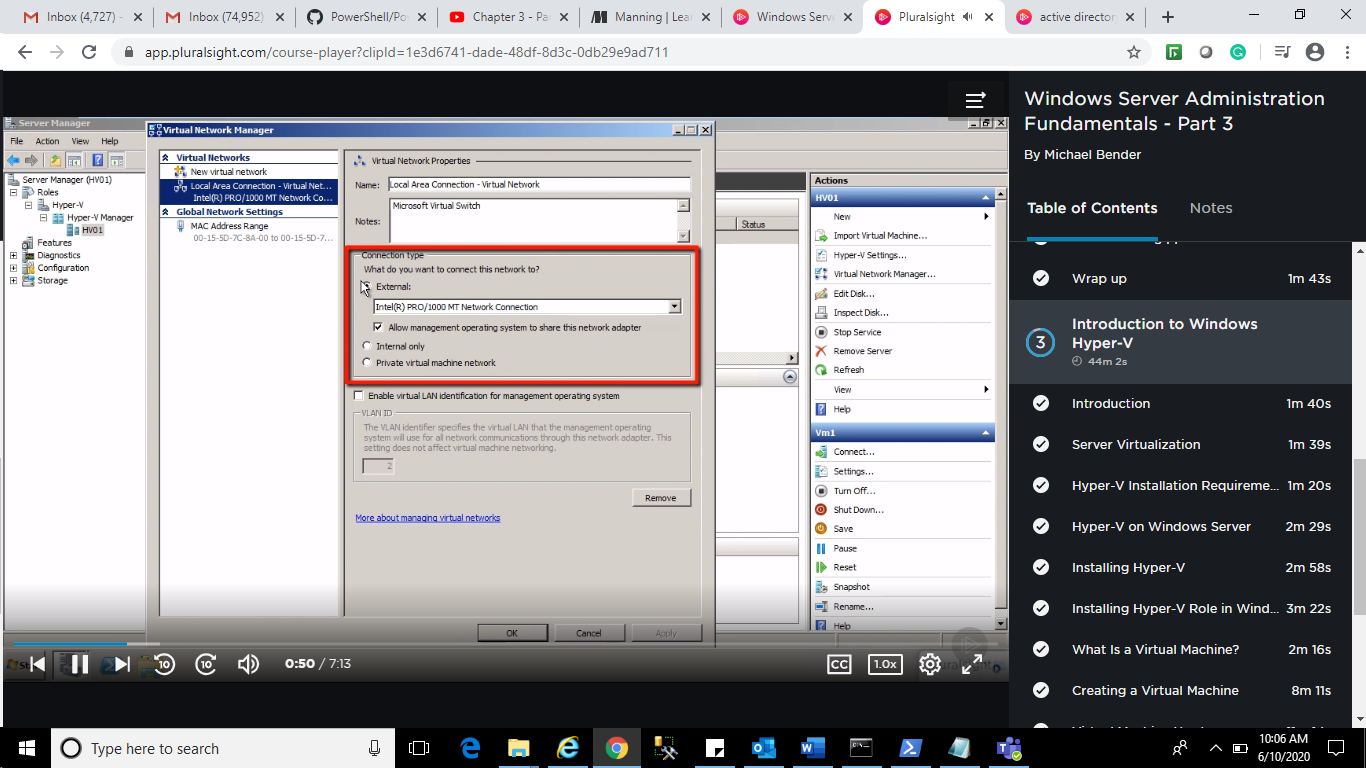 Inbox (4,727) -
Inbox (74,952)
PowerShell/Po
Chapter 3 - Pa
Manning | Lea
Windows Serv
Pluralsight
active director
app.pluralsight.com/course-player?clipId=1e3d6741-dade-48df-8d3c-0db29e9ad711
Server Manager
File Action View Help
Server Manager (HV01)
Roles
Hyper-V
Hyper-V Manager
HV01
Features
Diagnostics
Configuration
Storage
Virtual Network Manager
Virtual Networks
New virtual network
Local Area Connection - Virtual Net...
Intel(R) PRO/1000 MT Network Co...
Global Network Settings
MAC Address Range
00-15-5D-7C-8A-00 to 00-15-5D-7...
Virtual Network Properties
Name: Local Area Connection - Virtual Network
Notes: Microsoft Virtual Switch
Connection type
What do you want to connect this network to?
External:
Intel(R) PRO/1000 MT Network Connection
Allow management operating system to share this network adapter
Internal only
Private virtual machine network
Enable virtual LAN identification for management operating system
VLAN ID
The VLAN identifier specifies the virtual LAN that the management
operating system will use for all network communications through this network adapter. This
setting does not affect virtual machine networking.
2
Remove
More about managing virtual networks
OK Cancel Apply
Status
Actions
HV01
New
Import Virtual Machine...
Hyper-V Settings...
Virtual Network Manager...
Edit Disk...
Inspect Disk...
Stop Service
Remove Server
Refresh
View
Help
Vm1
Connect...
Settings...
Turn Off...
Shut Down...
Save
Pause
Reset
Snapshot
Rename...
Help
10
10
0:50 / 7:13
CC
1.0x
Windows Server Administration
Fundamentals - Part 3
By Michael Bender
Table of Contents Notes
Wrap up 1m 43s
3
Introduction to Windows
Hyper-V
44m 2s
Introduction 1m 40s
Server Virtualization 1m 39s
Hyper-V Installation Requireme... 1m 20s
Hyper-V on Windows Server 2m 29s
Installing Hyper-V 2m 58s
Installing Hyper-V Role in Wind... 3m 22s
What Is a Virtual Machine? 2m 16s
Creating a Virtual Machine 8m 11s
Type here to search
10:06 AM
6/10/2020